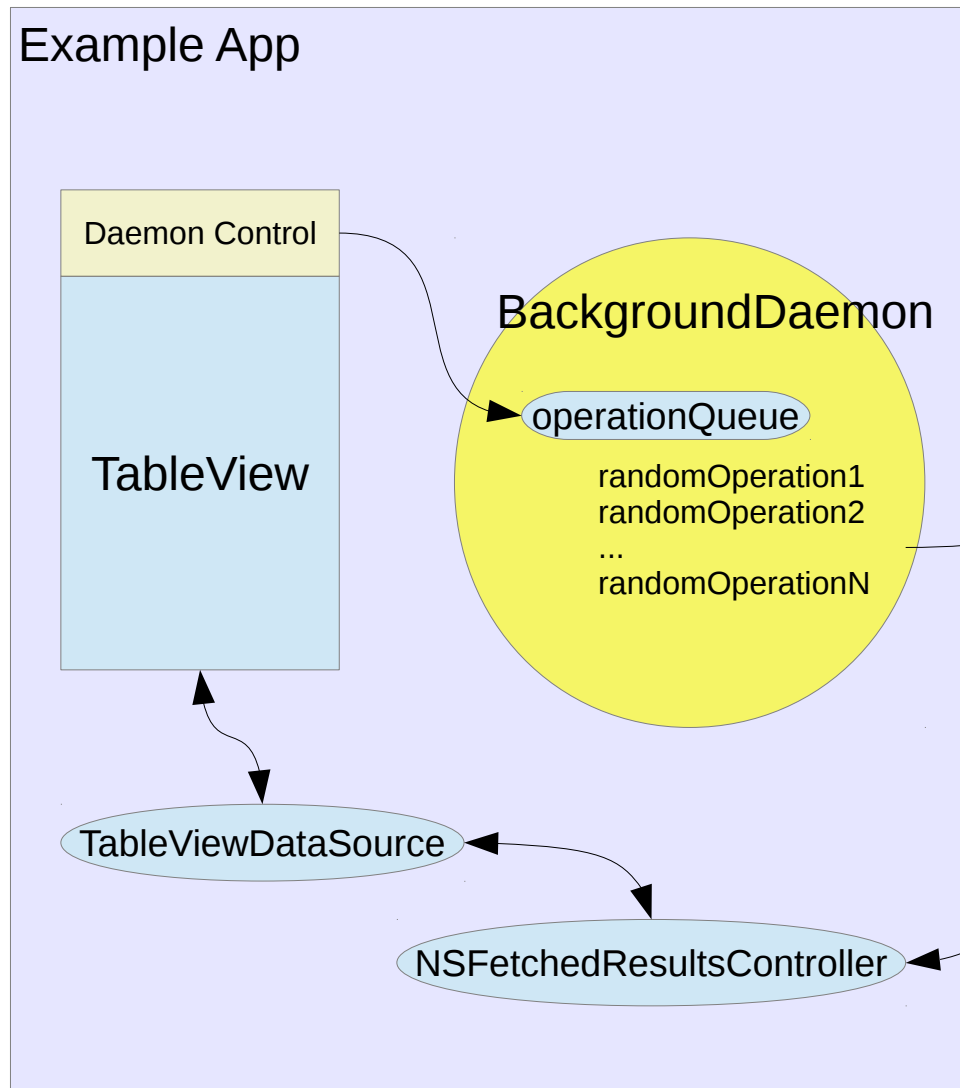 Example App
Daemon Control
BackgroundDaemon
operationQueue
TableView
randomOperation1
randomOperation2
...
randomOperationN
TableViewDataSource
NSFetchedResultsController